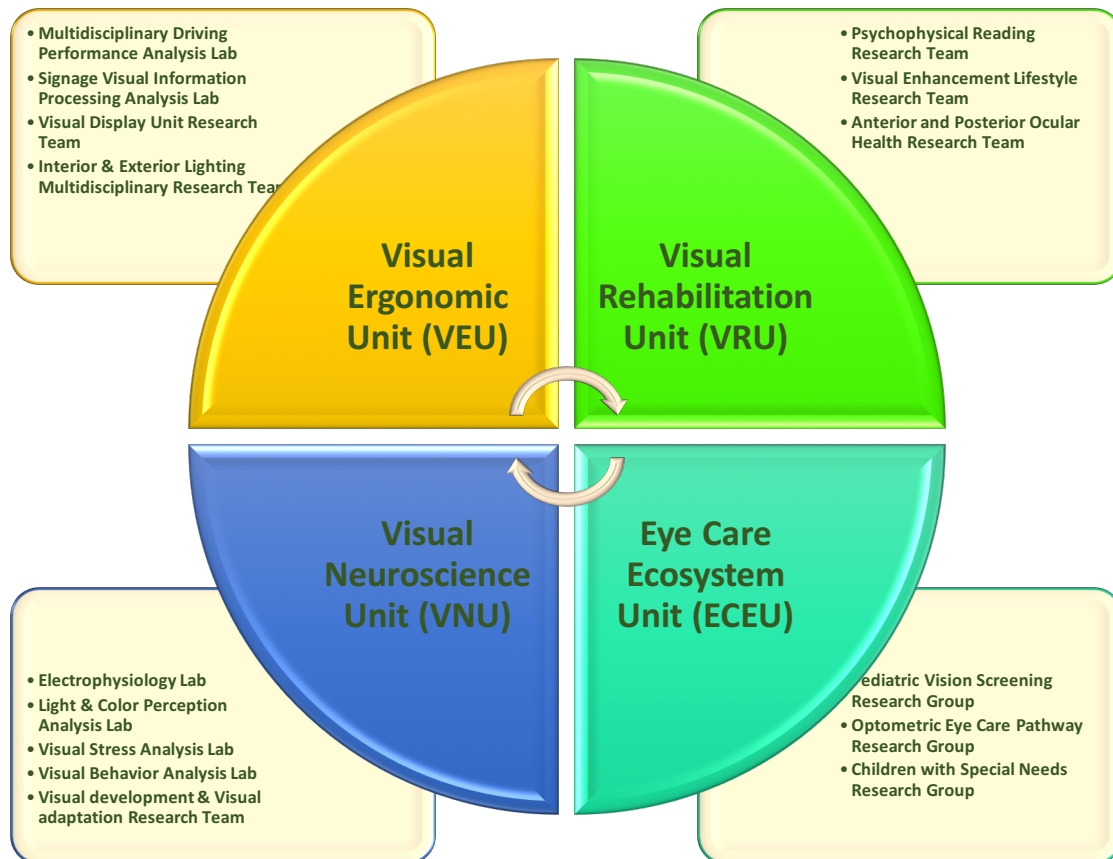 • Multidisciplinary Driving
Performance Analysis Lab
• Signage Visual Information
Processing Analysis Lab
• Visual Display Unit Research
Team
• Interior & Exterior Lighting
Multidisciplinary Research Team
• Psychophysical Reading
Research Team
• Visual Enhancement Lifestyle
Research Team
• Anterior and Posterior Ocular
Health Research Team
Visual
Ergonomic
Unit (VEU)
Visual
Rehabilitation
Unit (VRU)
Visual
Neuroscience
Unit (VNU)
Eye Care
Ecosystem
Unit (ECEU)
• Electrophysiology Lab
• Light & Color Perception
Analysis Lab
• Visual Stress Analysis Lab
• Visual Behavior Analysis Lab
• Visual development & Visual
adaptation Research Team
Pediatric Vision Screening
Research Group
• Optometric Eye Care Pathway
Research Group
• Children with Special Needs
Research Group